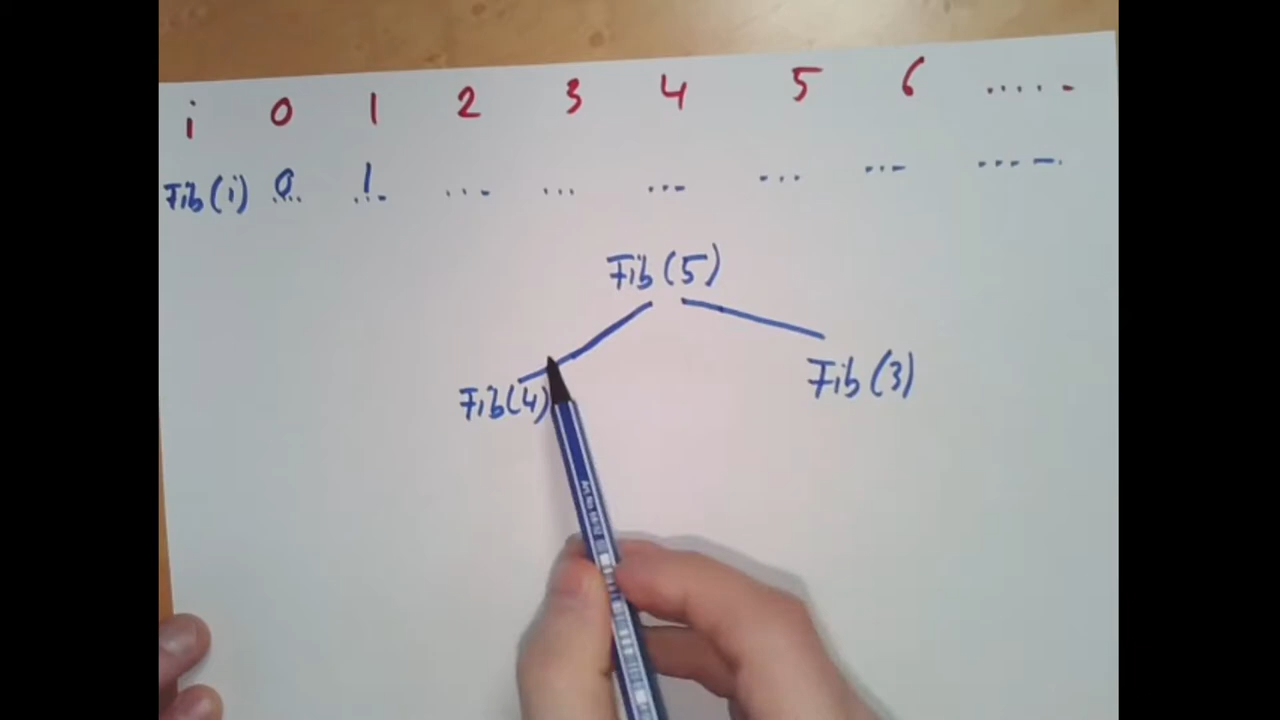 i 0 1 2 3 4 5 6 .....
Fib(i) 0 1 ... ... ... ... ... .....
Fib(5)
Fib(4) Fib(3)